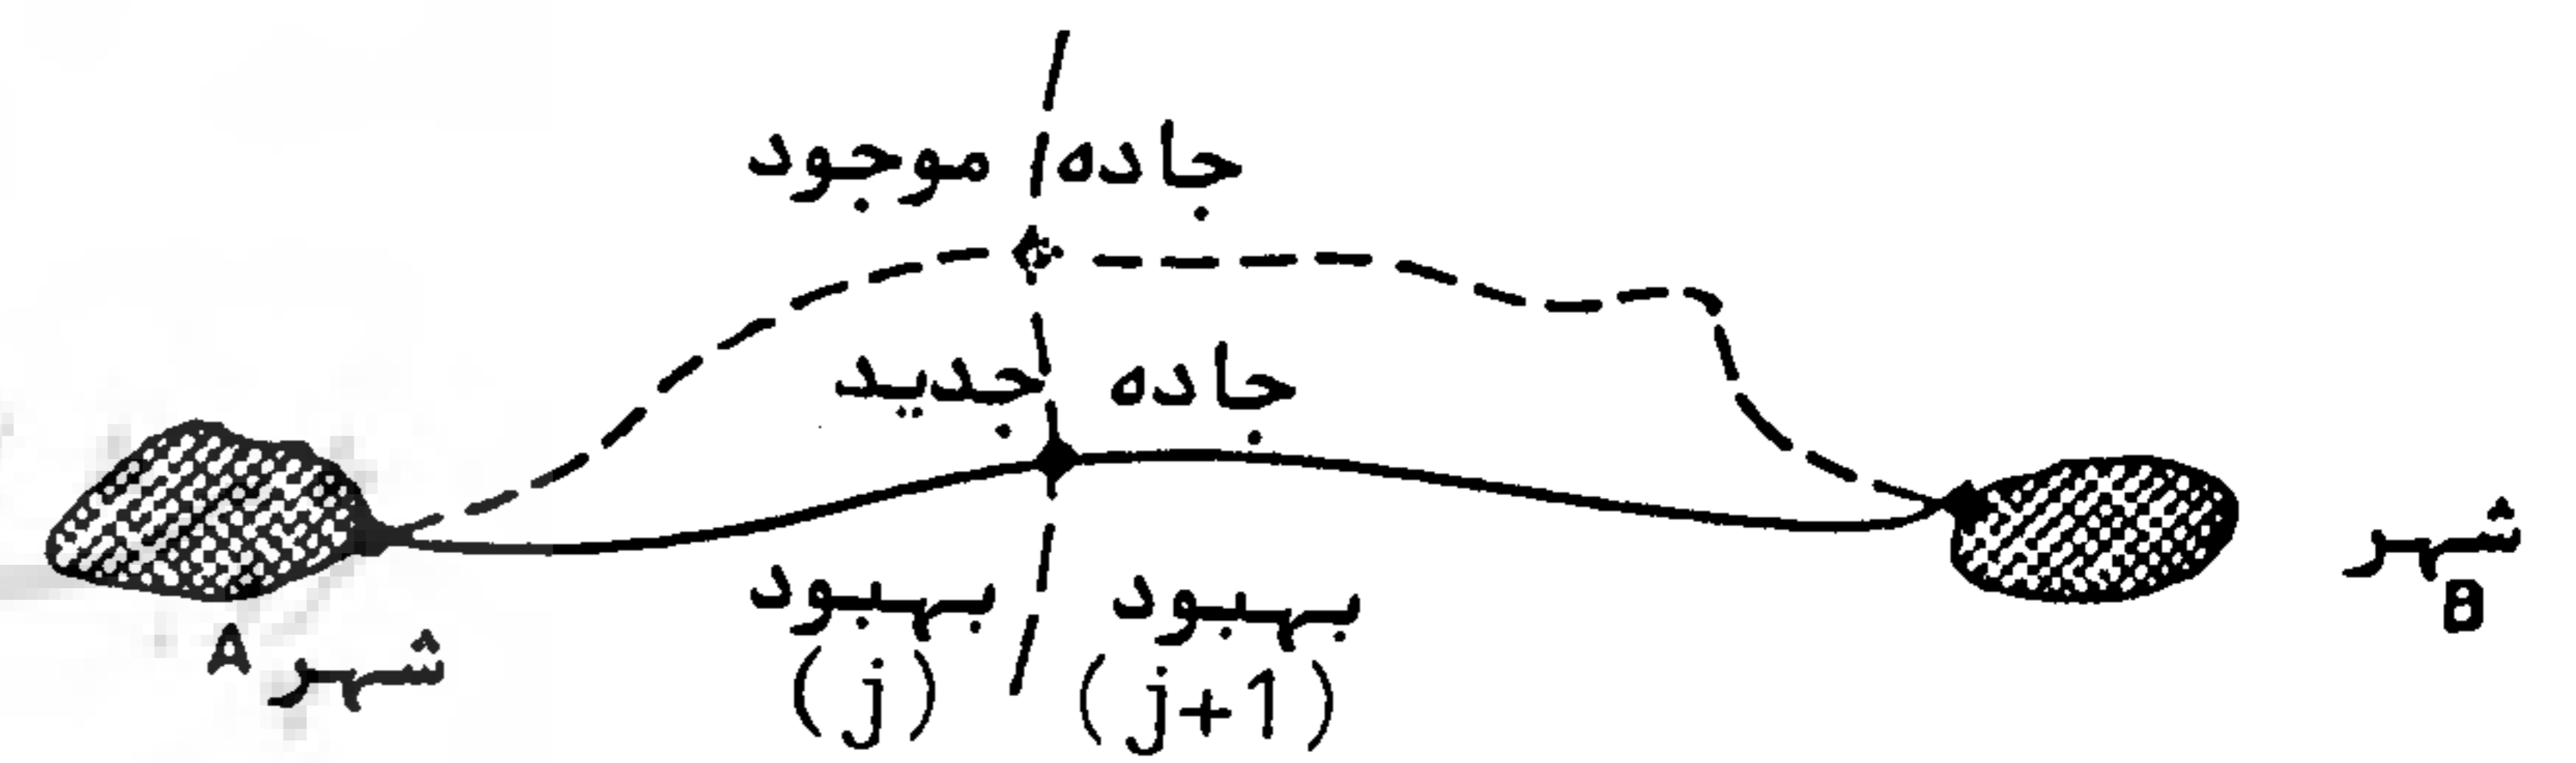 جاده موجود
جاده جدید
بهبود
(j)
بهبود
(j+1)
شهر A
شهر
B